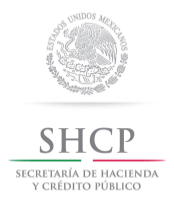 ESTADOS UNIDOS MEXICANOS
SHCP
SECRETARÍA DE HACIENDA
Y CRÉDITO PÚBLICO